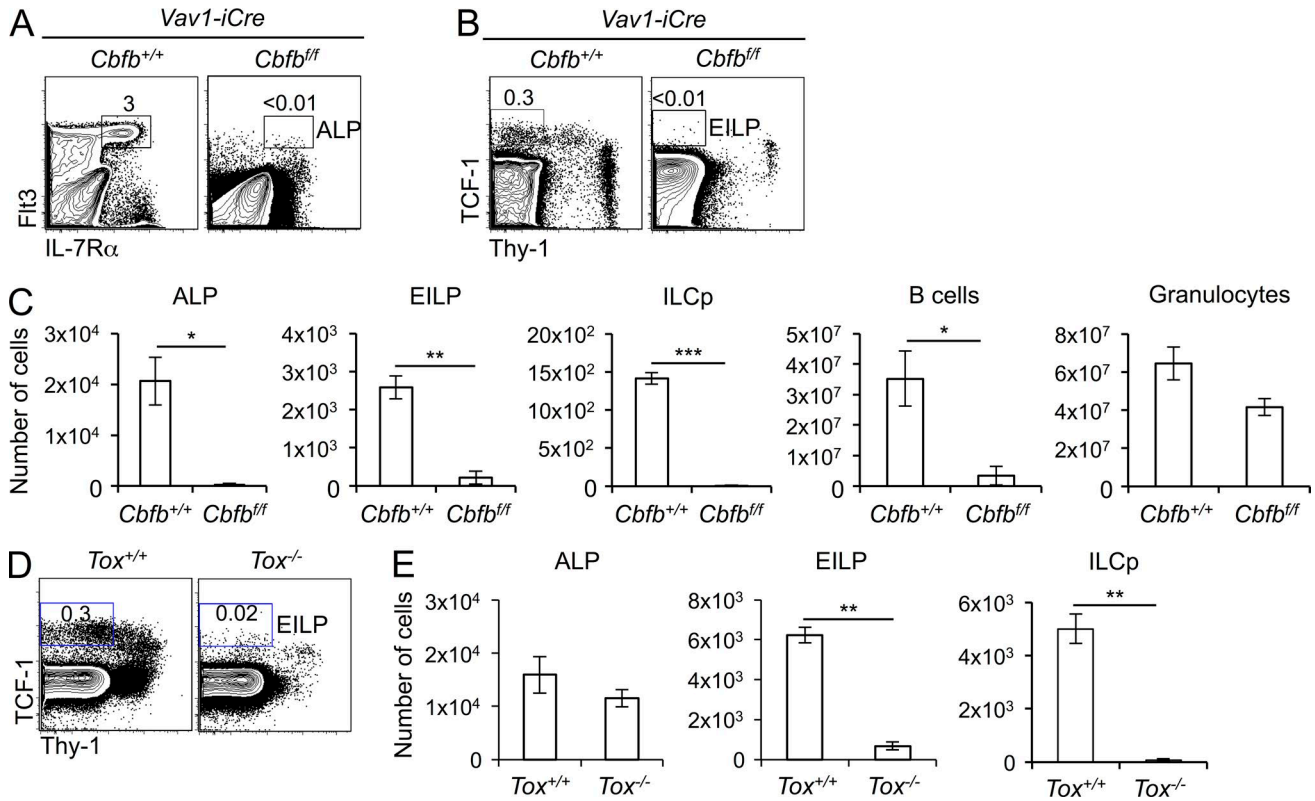 A
Vav1-iCre
Cbfb+/+
Cbfbf/f
3
<0.01
ALP
Flt3
IL-7Rα
B
Vav1-iCre
Cbfb+/+
Cbfbf/f
0.3
<0.01
EILP
TCF-1
Thy-1
C
Number of cells
ALP
3x10⁴
2x10⁴
1x10⁴
0
*
Cbfb+/+ Cbfbf/f
EILP
4x10³
3x10³
2x10³
1x10³
0
**
Cbfb+/+ Cbfbf/f
ILCp
20x10²
15x10²
10x10²
5x10²
0
***
Cbfb+/+ Cbfbf/f
B cells
5x10⁷
4x10⁷
3x10⁷
2x10⁷
10⁷
0
*
Cbfb+/+ Cbfbf/f
Granulocytes
8x10⁷
6x10⁷
4x10⁷
2x10⁷
0
Cbfb+/+ Cbfbf/f
D
Tox+/+
Tox-/-
0.3
0.02
EILP
TCF-1
Thy-1
E
Number of cells
ALP
3x10⁴
2x10⁴
1x10⁴
0
Tox+/+ Tox-/-
EILP
8x10³
6x10³
4x10³
2x10³
0
**
Tox+/+ Tox-/-
ILCp
6x10³
4x10³
2x10³
0
**
Tox+/+ Tox-/-